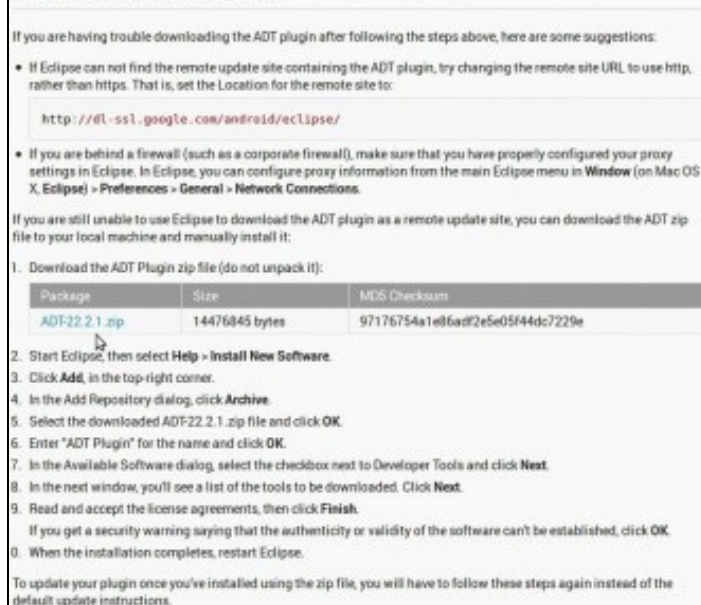 If you are having trouble downloading the ADT plugin after following the steps above, here are some suggestions:
• If Eclipse can not find the remote update site containing the ADT plugin, try changing the remote site URL to use http,
rather than https. That is, set the Location for the remote site to:
http://dl-ssl.google.com/android/eclipse/
• If you are behind a firewall (such as a corporate firewall), make sure that you have properly configured your proxy
settings in Eclipse. In Eclipse, you can configure proxy information from the main Eclipse menu in Window (on Mac OS
X, Eclipse) > Preferences > General > Network Connections.
If you are still unable to use Eclipse to download the ADT plugin as a remote update site, you can download the ADT zip
file to your local machine and manually install it:
1. Download the ADT Plugin zip file (do not unpack it):
Package Size MD5 Checksum
ADT-22.2.1.zip 14476845 bytes 97176754a1e86adf2e5e05f44dc7229e
2. Start Eclipse, then select Help > Install New Software.
3. Click Add, in the top-right corner.
4. In the Add Repository dialog, click Archive.
5. Select the downloaded ADT-22.2.1.zip file and click OK.
6. Enter "ADT Plugin" for the name and click OK.
7. In the Available Software dialog, select the checkbox next to Developer Tools and click Next.
8. In the next window, you'll see a list of the tools to be downloaded. Click Next.
9. Read and accept the license agreements, then click Finish.
If you get a security warning saying that the authenticity or validity of the software can't be established, click OK.
0. When the installation completes, restart Eclipse.
To update your plugin once you've installed using the zip file, you will have to follow these steps again instead of the
default update instructions.